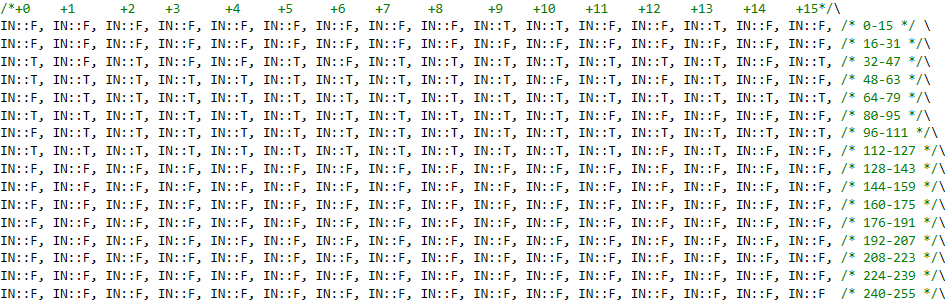 /*+0 +1 +2 +3 +4 +5 +6 +7 +8 +9 +10 +11 +12 +13 +14 +15*/\
IN::F, IN::F, IN::F, IN::F, IN::F, IN::F, IN::F, IN::F, IN::F, IN::T, IN::T, IN::F, IN::F, IN::T, IN::F, IN::F, /* 0-15 */ \
IN::F, IN::F, IN::F, IN::F, IN::F, IN::F, IN::F, IN::F, IN::F, IN::F, IN::F, IN::F, IN::F, IN::F, IN::F, IN::F, /* 16-31 */\
IN::T, IN::F, IN::T, IN::F, IN::F, IN::T, IN::T, IN::T, IN::T, IN::T, IN::T, IN::T, IN::T, IN::T, IN::F, IN::T, /* 32-47 */\
IN::T, IN::T, IN::T, IN::T, IN::T, IN::T, IN::T, IN::T, IN::T, IN::T, IN::F, IN::T, IN::T, IN::T, IN::T, IN::F, /* 48-63 */\
IN::F, IN::T, IN::T, IN::T, IN::T, IN::T, IN::T, IN::T, IN::T, IN::T, IN::T, IN::T, IN::T, IN::T, IN::T, IN::T, /* 64-79 */\
IN::T, IN::T, IN::T, IN::T, IN::T, IN::T, IN::T, IN::T, IN::T, IN::T, IN::T, IN::F, IN::F, IN::F, IN::F, IN::T, /* 80-95 */\
IN::F, IN::T, IN::T, IN::T, IN::T, IN::T, IN::T, IN::T, IN::T, IN::T, IN::T, IN::T, IN::T, IN::T, IN::T, IN::T, /* 96-111 */\
IN::T, IN::T, IN::T, IN::T, IN::T, IN::T, IN::T, IN::T, IN::T, IN::T, IN::T, IN::F, IN::T, IN::F, IN::F, IN::F, /* 112-127 */\
IN::F, IN::F, IN::F, IN::F, IN::F, IN::F, IN::F, IN::F, IN::F, IN::F, IN::F, IN::F, IN::F, IN::F, IN::F, IN::F, /* 128-143 */\
IN::F, IN::F, IN::F, IN::F, IN::F, IN::F, IN::F, IN::F, IN::F, IN::F, IN::F, IN::F, IN::F, IN::F, IN::F, IN::F, /* 144-159 */\
IN::F, IN::F, IN::F, IN::F, IN::F, IN::F, IN::F, IN::F, IN::F, IN::F, IN::F, IN::F, IN::F, IN::F, IN::F, IN::F, /* 160-175 */\
IN::F, IN::F, IN::F, IN::F, IN::F, IN::F, IN::F, IN::F, IN::F, IN::F, IN::F, IN::F, IN::F, IN::F, IN::F, IN::F, /* 176-191 */\
IN::F, IN::F, IN::F, IN::F, IN::F, IN::F, IN::F, IN::F, IN::F, IN::F, IN::F, IN::F, IN::F, IN::F, IN::F, IN::F, /* 192-207 */\
IN::F, IN::F, IN::F, IN::F, IN::F, IN::F, IN::F, IN::F, IN::F, IN::F, IN::F, IN::F, IN::F, IN::F, IN::F, IN::F, /* 208-223 */\
IN::F, IN::F, IN::F, IN::F, IN::F, IN::F, IN::F, IN::F, IN::F, IN::F, IN::F, IN::F, IN::F, IN::F, IN::F, IN::F, /* 224-239 */\
IN::F, IN::F, IN::F, IN::F, IN::F, IN::F, IN::F, IN::F, IN::F, IN::F, IN::F, IN::F, IN::F, IN::F, IN::F, IN::F /* 240-255 */\